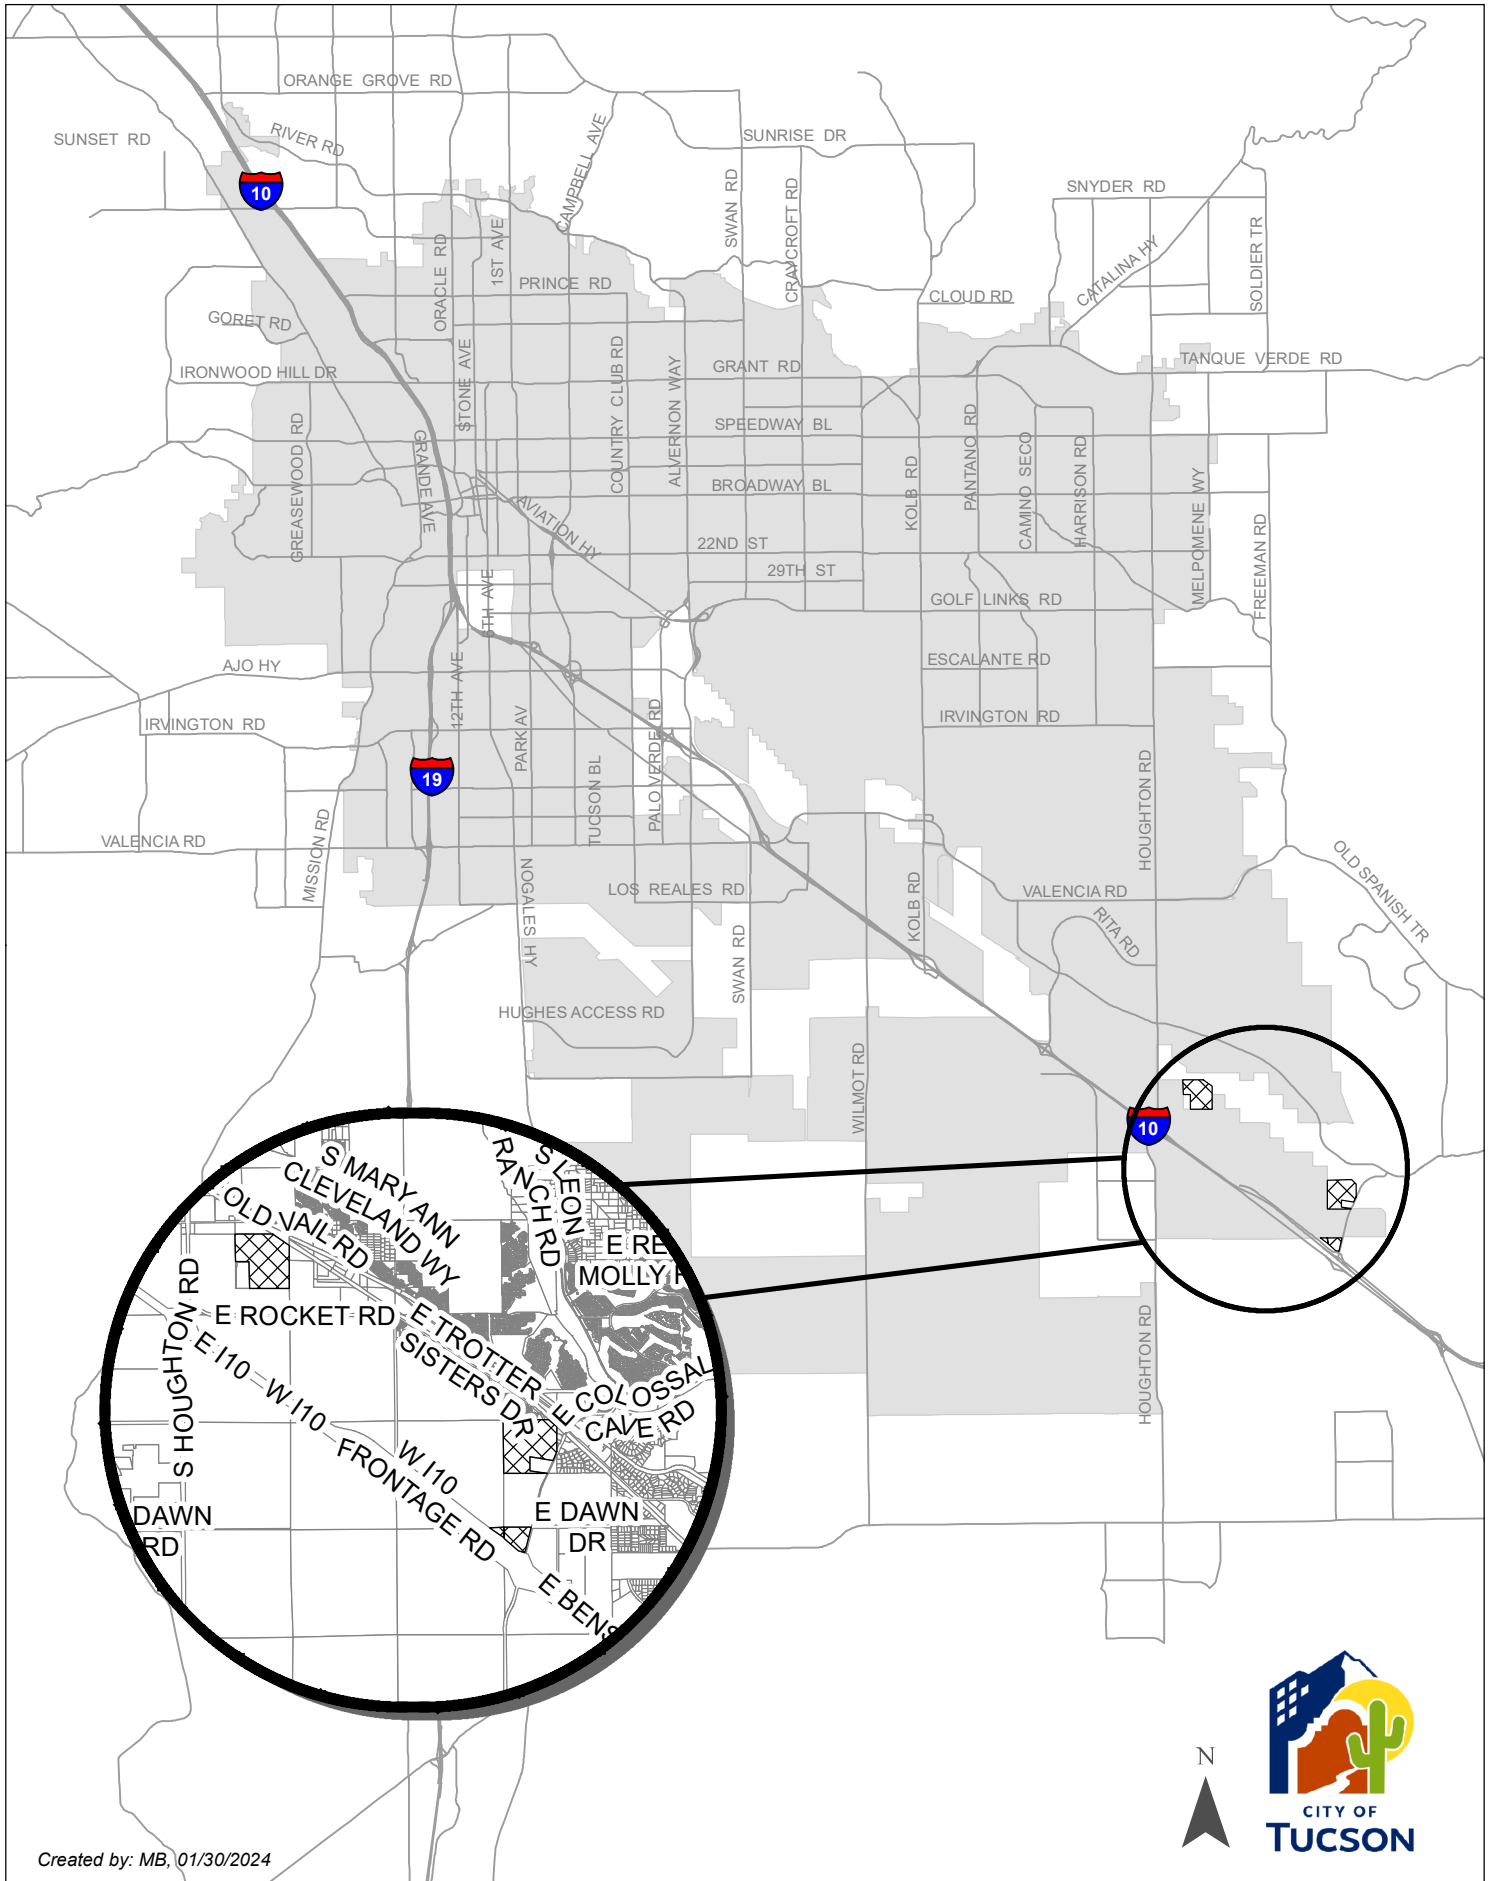 ORANGE GROVE RD
SUNSET RD
RIVER RD
CAMPBELL AVE
SUNRISE DR
10
SWAN RD
CRAYCROFT RD
SNYDER RD
SOLDIER TR
CATALINA HY
ORACLE RD
1ST AVE
PRINCE RD
CLOUD RD
GORET RD
STONE AVE
COUNTRY CLUB RD
ALVERNON WAY
GRANT RD
TANQUE VERDE RD
IRONWOOD HILL DR
GREASEWOOD RD
GRANDE AVE
SPEEDWAY BL
PANTANO RD
CAMINO SECO
HARRISON RD
KOLB RD
BROADWAY BL
MELPOMENE WY
AVIATION HY
22ND ST
FREEMAN RD
29TH ST
6TH AVE
GOLF LINKS RD
AJO HY
12TH AVE
ESCALANTE RD
IRVINGTON RD
PARK AV
PALO VERDE RD
IRVINGTON RD
19
TUCSON BL
HOUGHTON RD
VALENCIA RD
MISSION RD
NOGALES HY
LOS REALES RD
KOLB RD
VALENCIA RD
OLD SPANISH TR
RITA RD
SWAN RD
HUGHES ACCESS RD
WILMOT RD
10
HOUGHTON RD
S MARY ANN
CLEVELAND WY
OLD VAIL RD
S LEON
RANCH RD
E RE
MOLLY
S HOUGHTON RD
E ROCKET RD
E TROTTER
SISTERS DR
E I10
W I10
FRONTAGE RD
W I10
E COLOSSAL
CAVE RD
DAWN
RD
E DAWN
DR
E BENS
N
CITY OF
TUCSON
Created by: MB, 01/30/2024